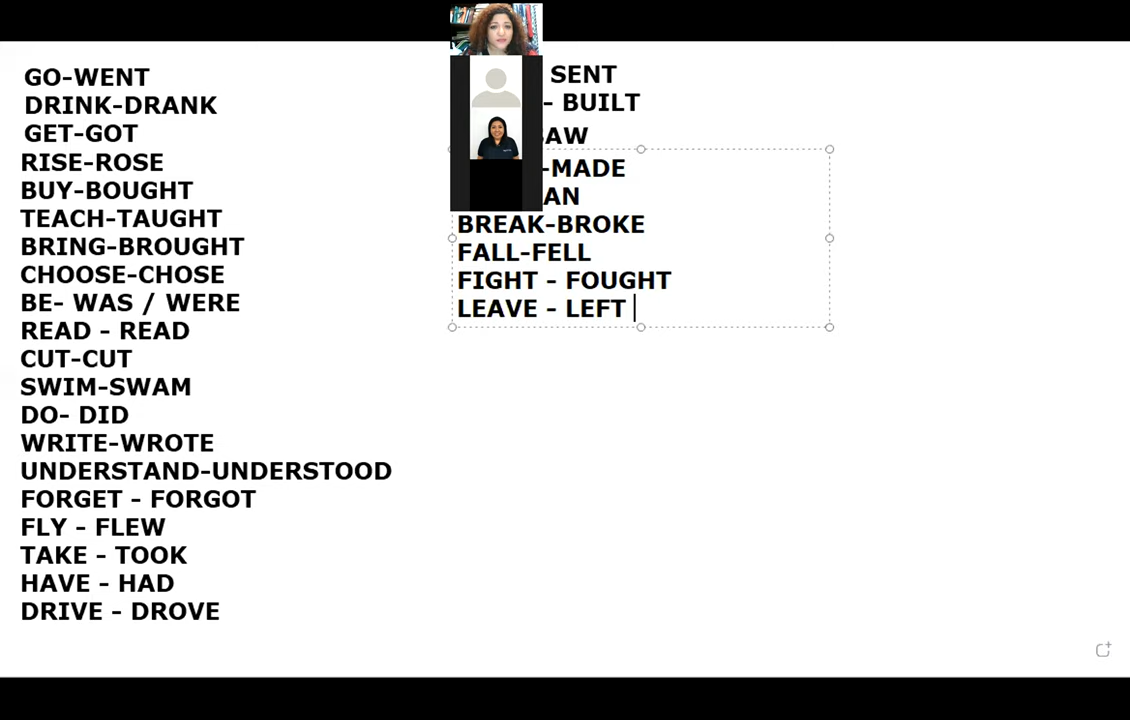 GO-WENT
DRINK-DRANK
GET-GOT
RISE-ROSE
BUY-BOUGHT
TEACH-TAUGHT
BRING-BROUGHT
CHOOSE-CHOSE
BE- WAS / WERE
READ - READ
CUT-CUT
SWIM-SWAM
DO- DID
WRITE-WROTE
UNDERSTAND-UNDERSTOOD
FORGET - FORGOT
FLY - FLEW
TAKE - TOOK
HAVE - HAD
DRIVE - DROVE
SENT
- BUILT
-MADE
BREAK-BROKE
FALL-FELL
FIGHT - FOUGHT
LEAVE - LEFT